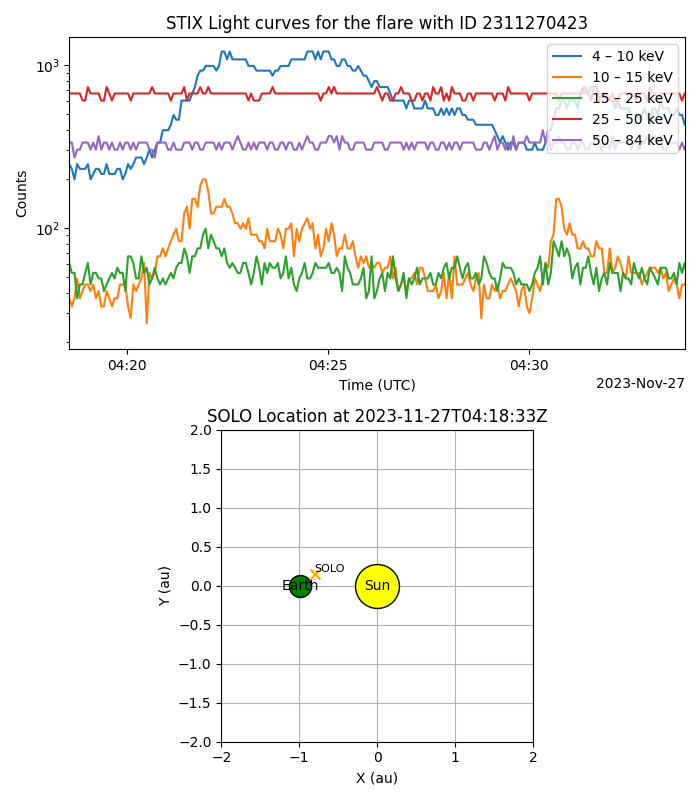 STIX Light curves for the flare with ID 2311270423
10³
10²
Counts
4 – 10 keV
10 – 15 keV
15 – 25 keV
25 – 50 keV
50 – 84 keV
04:20
04:25
04:30
Time (UTC)
2023-Nov-27
SOLO Location at 2023-11-27T04:18:33Z
2.0
1.5
1.0
0.5
0.0
−0.5
−1.0
−1.5
−2.0
Y (au)
SOLO
Earth
Sun
−2
−1
0
1
2
X (au)